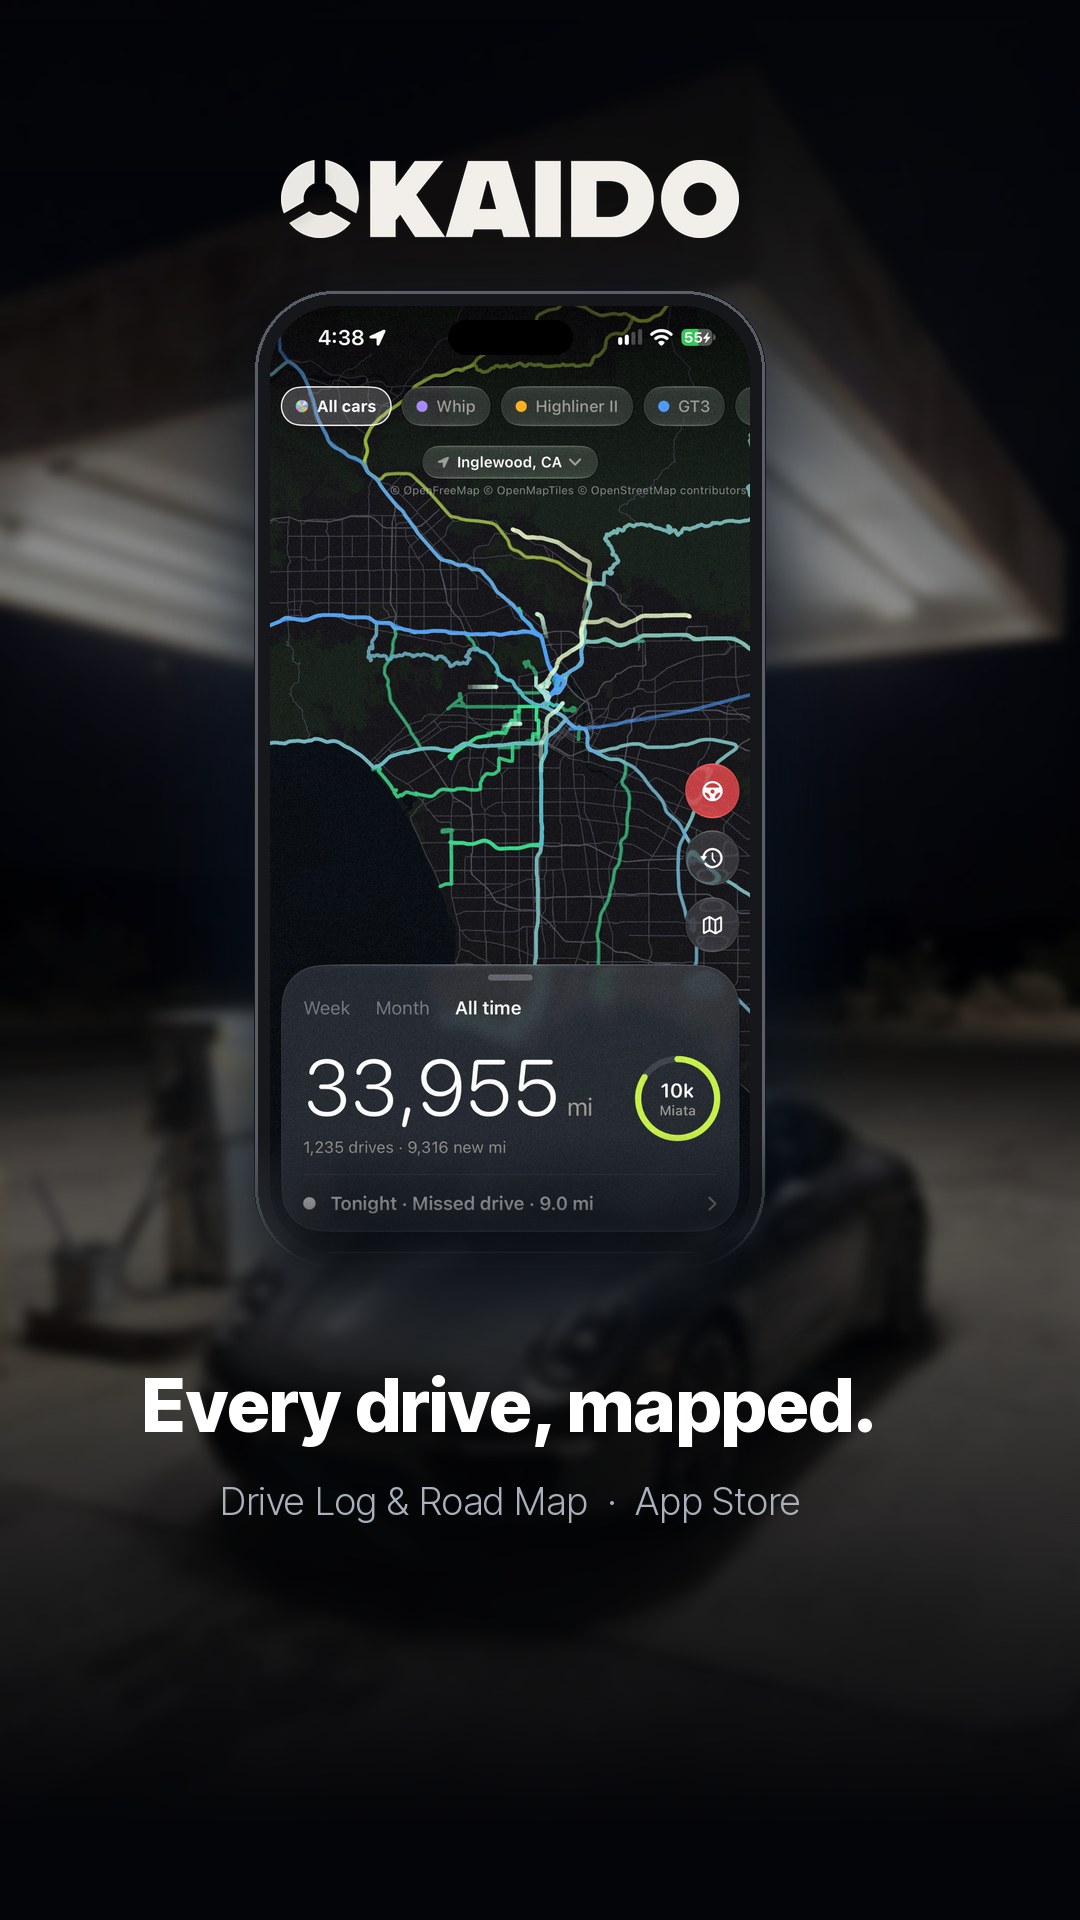 KAIDO
4:38
55
All cars
Whip
Highliner II
GT3
Inglewood, CA
© OpenFreeMap © OpenMapTiles © OpenStreetMap contributors
Week
Month
All time
33,955 mi
10k
Miata
1,235 drives · 9,316 new mi
Tonight · Missed drive · 9.0 mi
Every drive, mapped.
Drive Log & Road Map · App Store